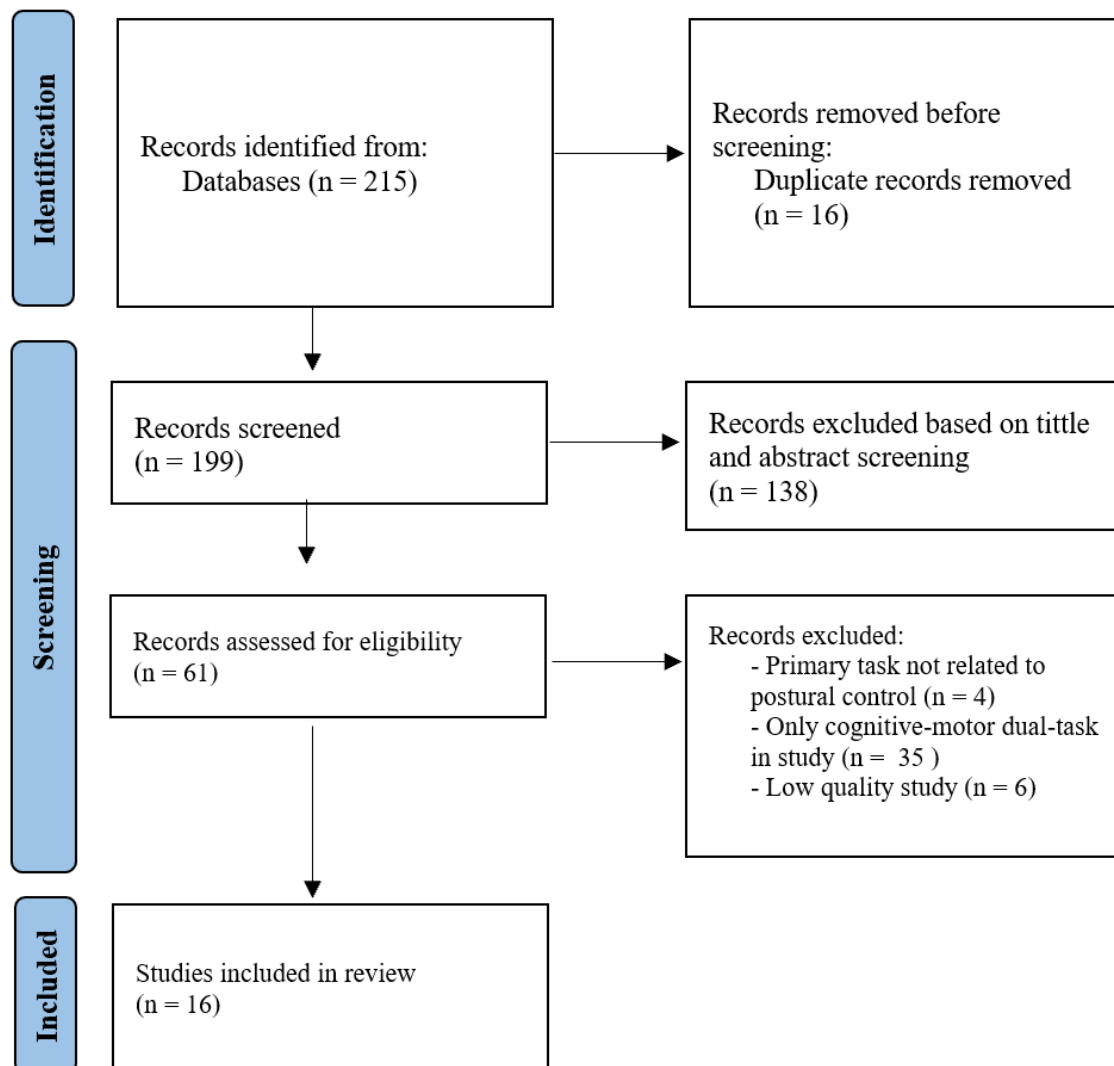 Identification
Records identified from:
Databases (n = 215)
Records removed before
screening:
Duplicate records removed
(n = 16)
Screening
Records screened
(n = 199)
Records excluded based on tittle
and abstract screening
(n = 138)
Records assessed for eligibility
(n = 61)
Records excluded:
- Primary task not related to
postural control (n = 4)
- Only cognitive-motor dual-task
in study (n =  35 )
- Low quality study (n = 6)
Included
Studies included in review
(n = 16)